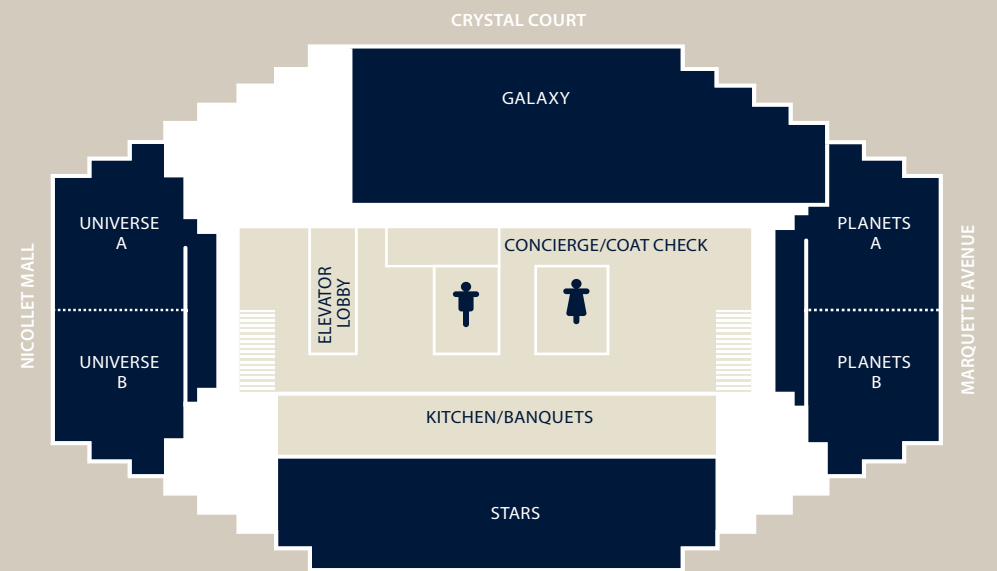 CRYSTAL COURT
GALAXY
UNIVERSE
A
PLANETS
A
CONCIERGE/COAT CHECK
NICOLLET MALL
ELEVATOR
LOBBY
MARQUETTE AVENUE
UNIVERSE
B
PLANETS
B
KITCHEN/BANQUETS
STARS